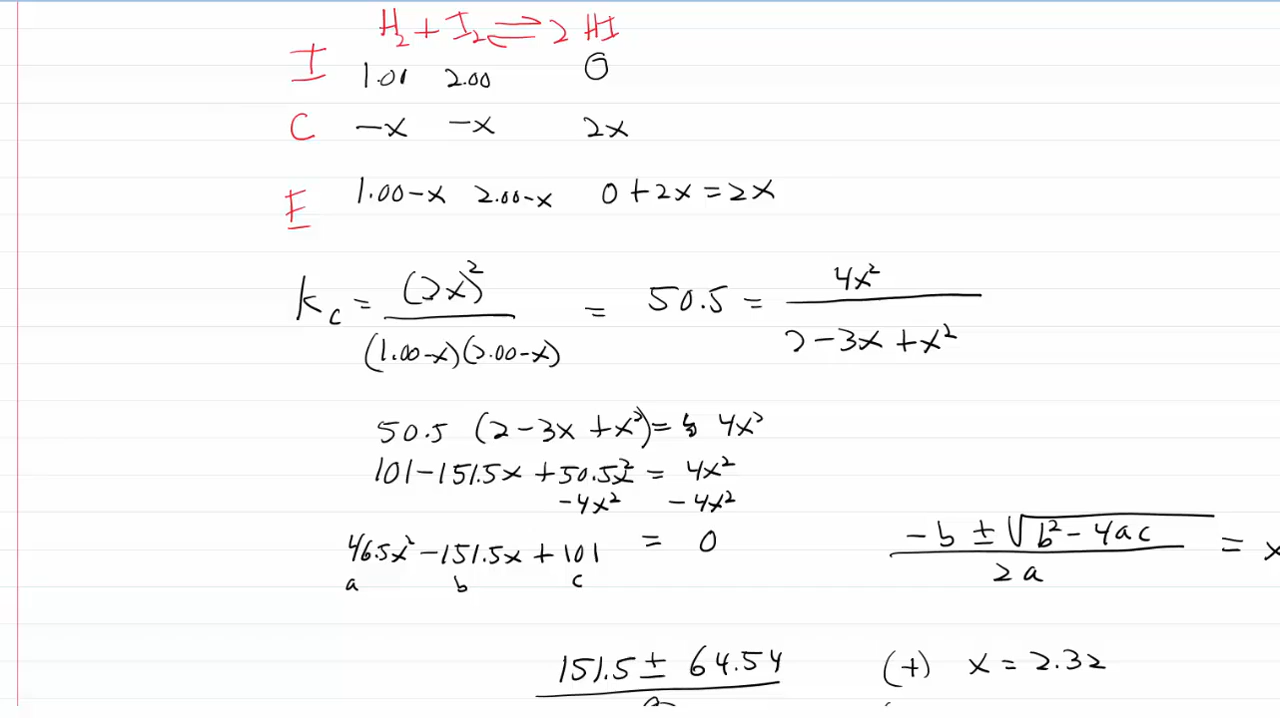 H₂ + I₂ ⇌ 2 HI
I 1.01 2.00 0
C -x -x 2x
E 1.00-x 2.00-x 0+2x=2x
Kc = (2x)² / (1.00-x)(2.00-x) = 50.5 = 4x² / 2-3x+x²
50.5 (2-3x+x²)= 4x²
101-151.5x+50.5x² = 4x²
-4x² -4x²
46.5x²-151.5x+101 = 0
a b c
-b ± √b²-4ac / 2a = x
151.5 ± 64.54 (+) x = 2.32